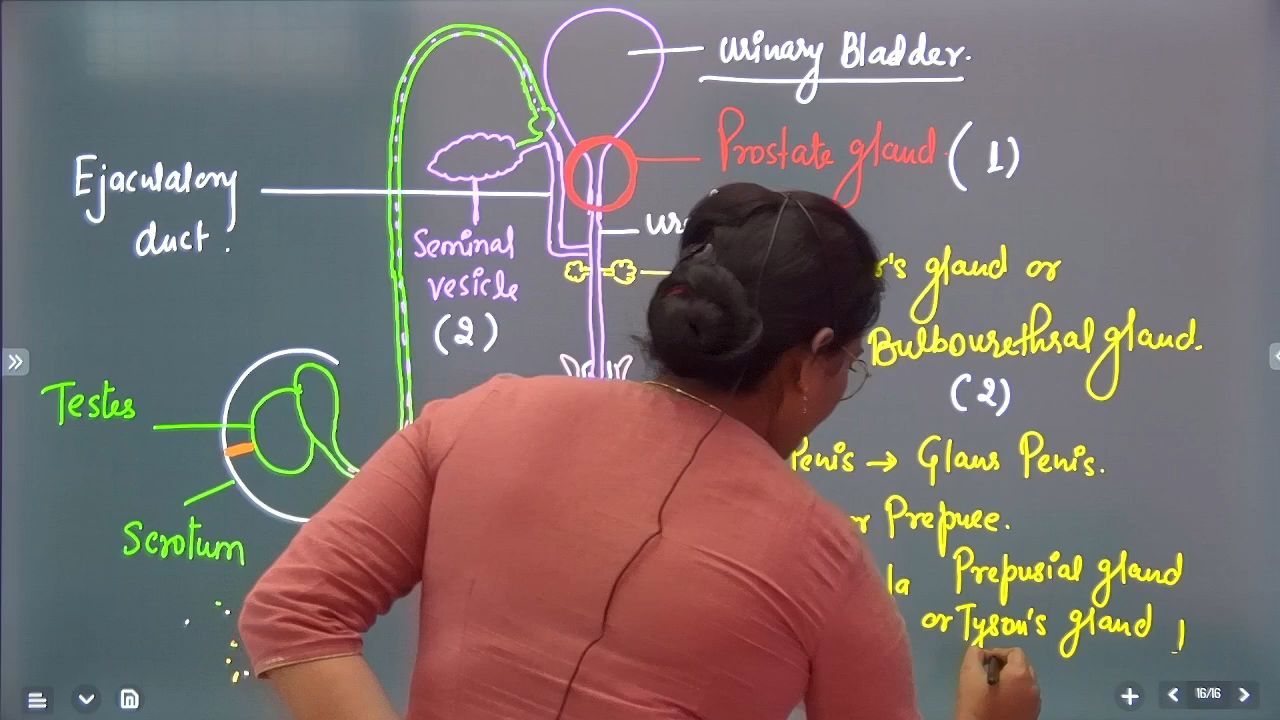 urinary Bladder.
Prostate gland (1)
Ejaculatory
duct.
Seminal
vesicle
(2)
's gland or
Bulbourethral gland.
(2)
Testes
Penis → Glans Penis.
Prepuce.
Scrotum
Prepusial gland
or Tyson's gland
16/16